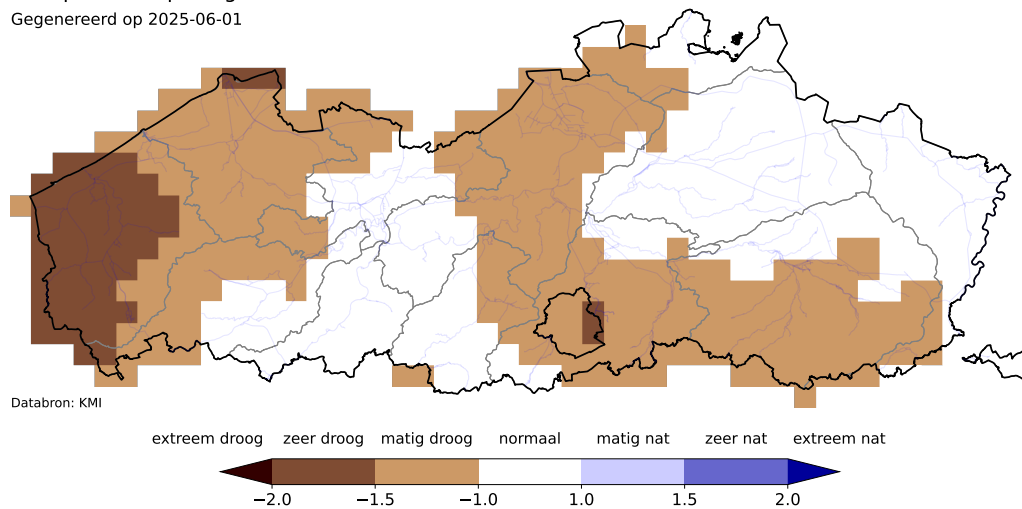 Gegenereerd op 2025-06-01
Databron: KMI
extreem droog zeer droog matig droog normaal matig nat zeer nat extreem nat
−2.0 −1.5 −1.0 1.0 1.5 2.0